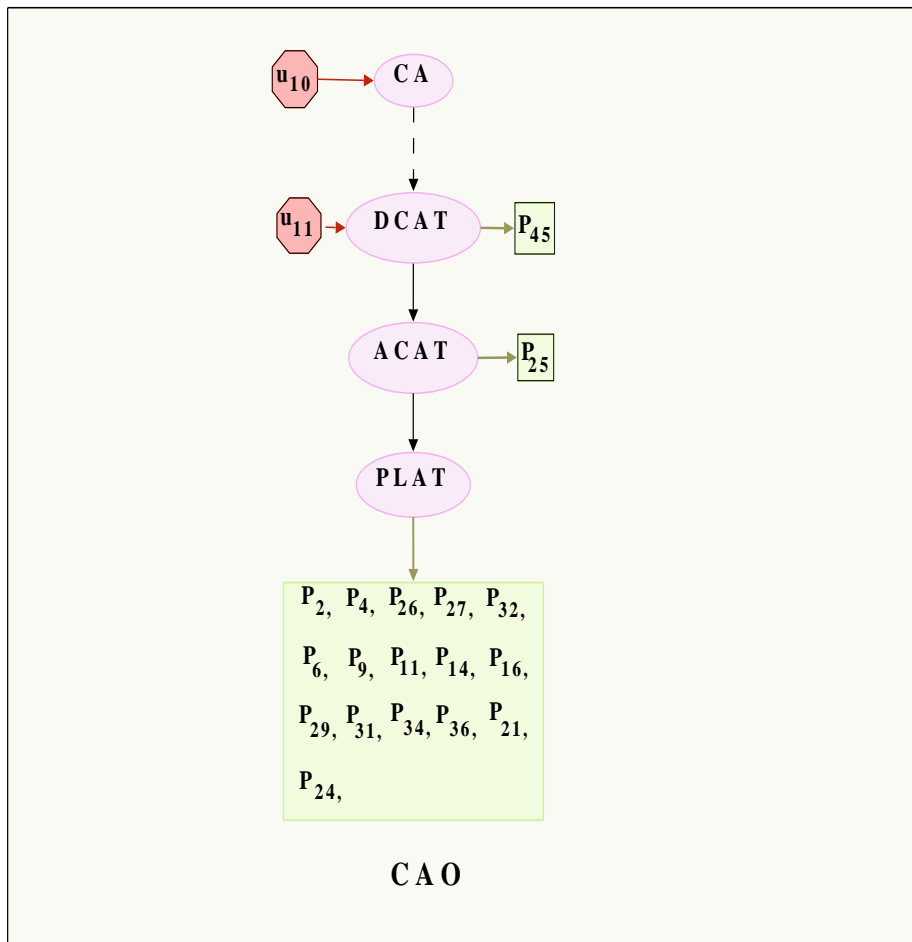 u10 CA
u11 DCAT P45
ACAT P25
PLAT
P2, P4, P26, P27, P32,
P6, P9, P11, P14, P16,
P29, P31, P34, P36, P21,
P24,
CAO